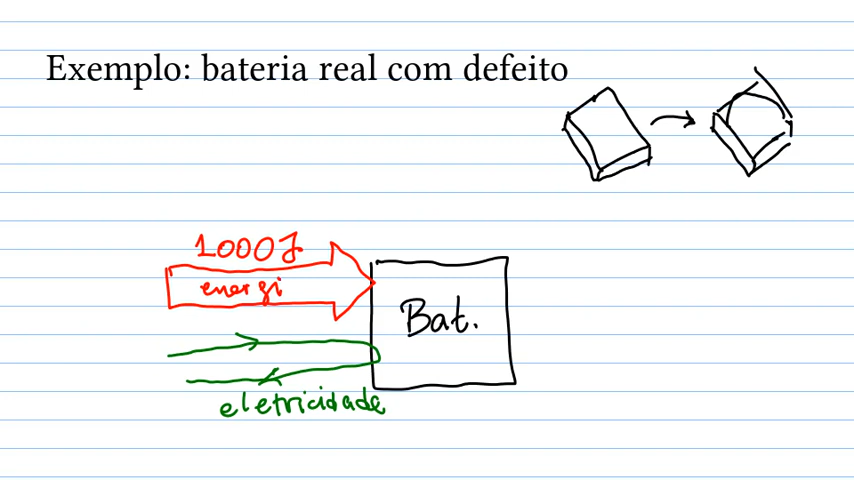 Exemplo: bateria real com defeito
1000J
energi
Bat.
eletricidade